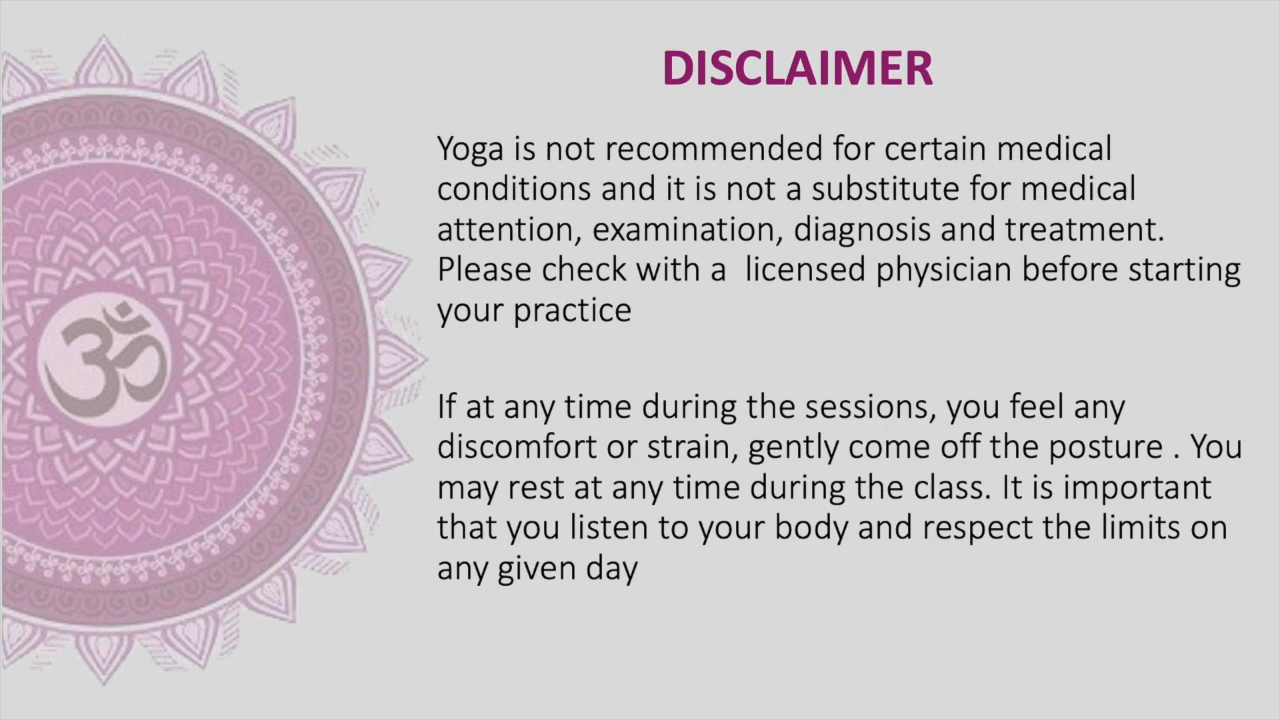 DISCLAIMER
Yoga is not recommended for certain medical
conditions and it is not a substitute for medical
attention, examination, diagnosis and treatment.
Please check with a  licensed physician before starting
your practice
If at any time during the sessions, you feel any
discomfort or strain, gently come off the posture . You
may rest at any time during the class. It is important
that you listen to your body and respect the limits on
any given day
ॐ